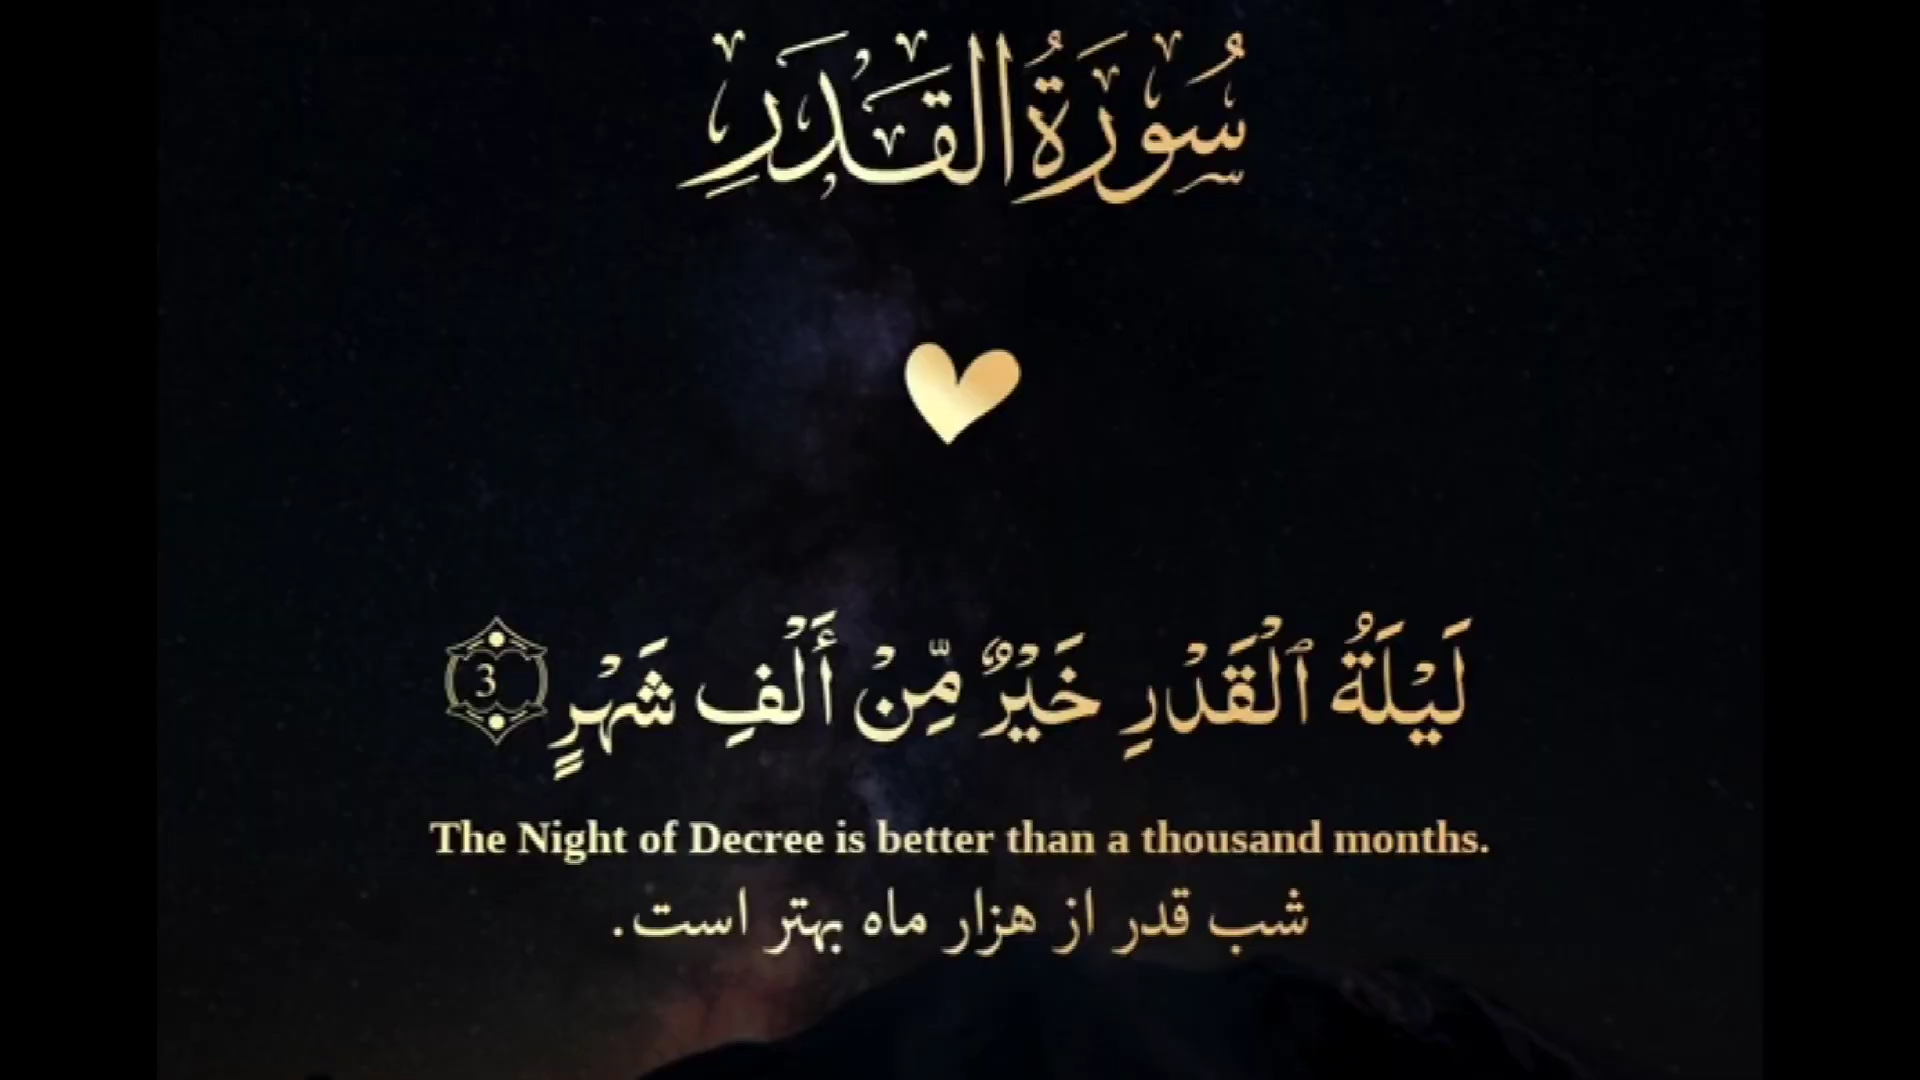 سُورَةُ القَدرِ
لَيْلَةُ ٱلْقَدْرِ خَيْرٌ مِّنْ أَلْفِ شَهْرٍ 3
The Night of Decree is better than a thousand months.
شب قدر از هزار ماه بهتر است.